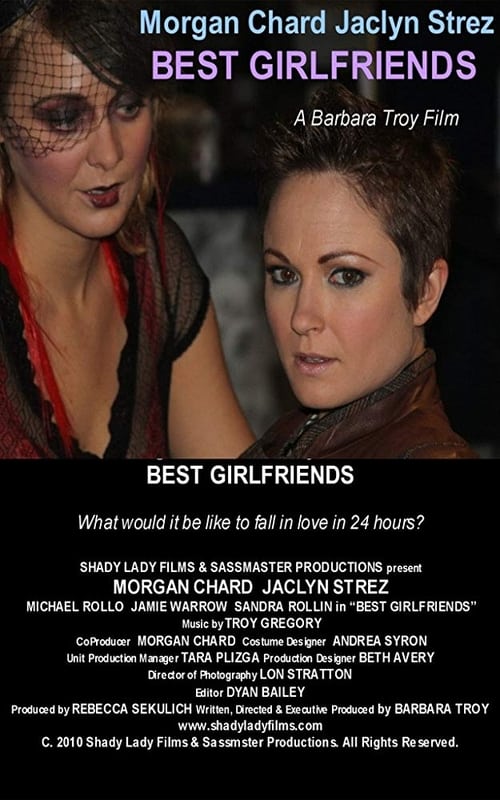 Morgan Chard Jaclyn Strez
BEST GIRLFRIENDS
A Barbara Troy Film
BEST GIRLFRIENDS
What would it be like to fall in love in 24 hours?
SHADY LADY FILMS & SASSMASTER PRODUCTIONS present
MORGAN CHARD JACLYN STREZ
MICHAEL ROLLO JAMIE WARROW SANDRA ROLLIN in "BEST GIRLFRIENDS"
Music by TROY GREGORY
CoProducer MORGAN CHARD Costume Designer ANDREA SYRON
Unit Production Manager TARA PLIZGA Production Designer BETH AVERY
Director of Photography LON STRATTON
Editor DYAN BAILEY
Produced by REBECCA SEKULICH Written, Directed & Executive Produced by BARBARA TROY
www.shadyladyfilms.com
C. 2010 Shady Lady Films & Sassmster Productions. All Rights Reserved.